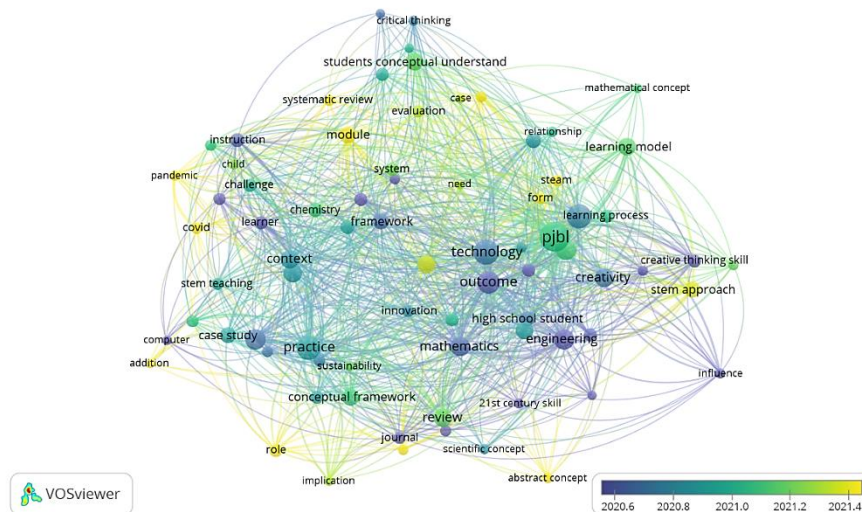 critical thinking
students conceptual understand
mathematical concept
systematic review
case
evaluation
module
relationship
instruction
learning model
child
system
pandemic
need
steam
challenge
form
chemistry
learning process
covid
learner
framework
pjbl
technology
context
creative thinking skill
stem teaching
outcome
creativity
stem approach
innovation
high school student
computer
case study
practice
mathematics
engineering
addition
sustainability
influence
conceptual framework
21st century skill
review
journal
role
scientific concept
implication
abstract concept
VOSviewer
2020.6 2020.8 2021.0 2021.2 2021.4